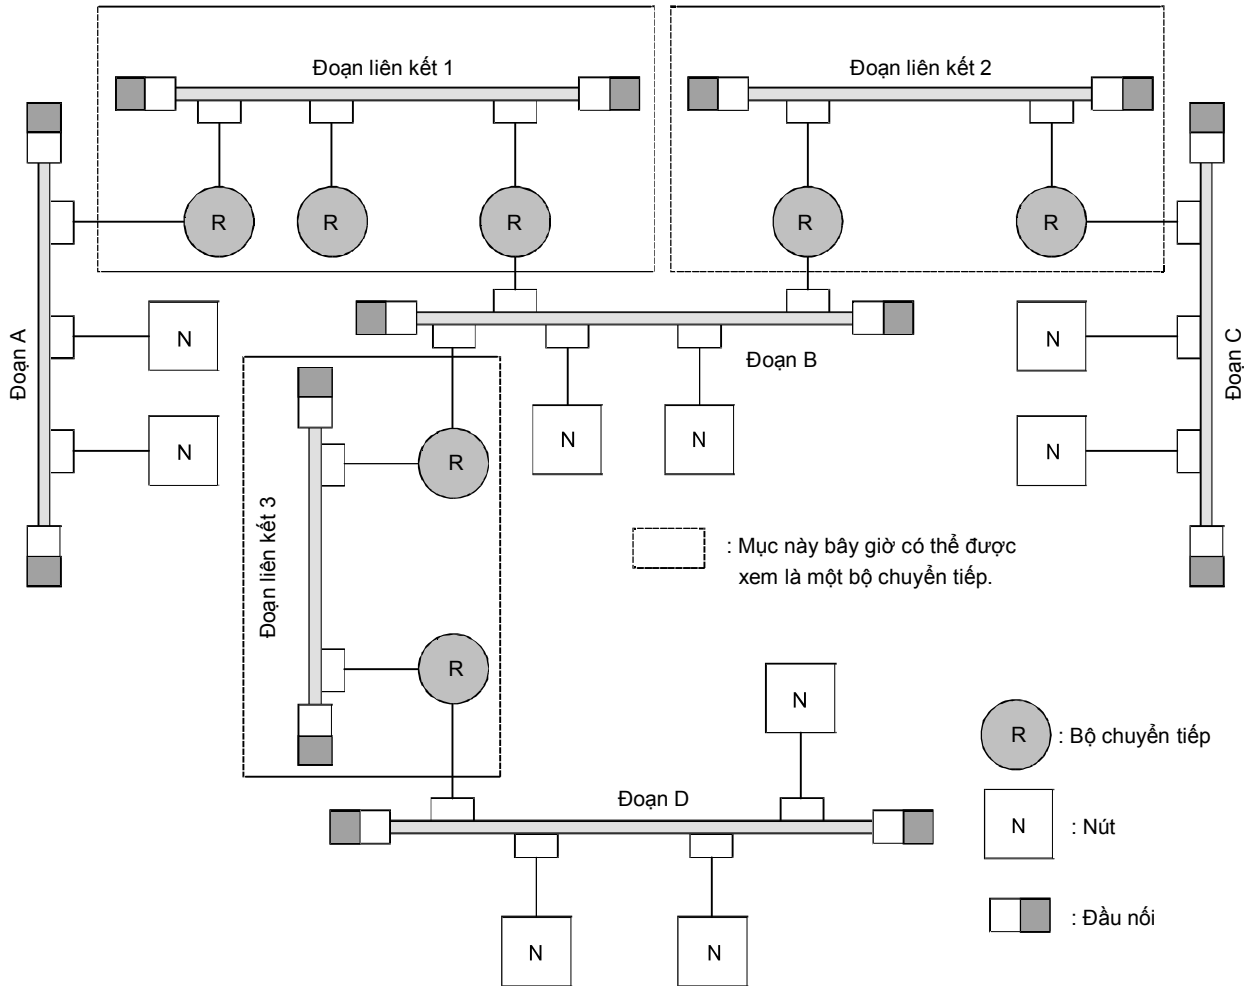 Đoạn liên kết 1
Đoạn liên kết 2
R
R
R
R
R
Đoạn A
N
N
Đoạn B
N
N
N
N
Đoạn C
Đoạn liên kết 3
R
R
: Mục này bây giờ có thể được
xem là một bộ chuyển tiếp.
Đoạn D
N
N
N
R : Bộ chuyển tiếp
N : Nút
: Đầu nối